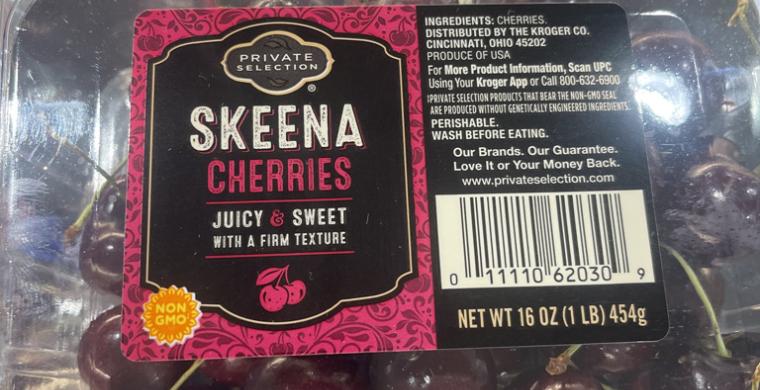 PRIVATE
SELECTION
®
SKEENA
CHERRIES
JUICY & SWEET
WITH A FIRM TEXTURE
NON
GMO
INGREDIENTS: CHERRIES.
DISTRIBUTED BY THE KROGER CO.
CINCINNATI, OHIO 45202
PRODUCE OF USA
For More Product Information, Scan UPC
Using Your Kroger App or Call 800-632-6900
‡PRIVATE SELECTION PRODUCTS THAT BEAR THE NON-GMO SEAL
ARE PRODUCED WITHOUT GENETICALLY ENGINEERED INGREDIENTS.
PERISHABLE.
WASH BEFORE EATING.
Our Brands. Our Guarantee.
Love It or Your Money Back.
www.privateselection.com
0 11110 62030 9
NET WT 16 OZ (1 LB) 454g